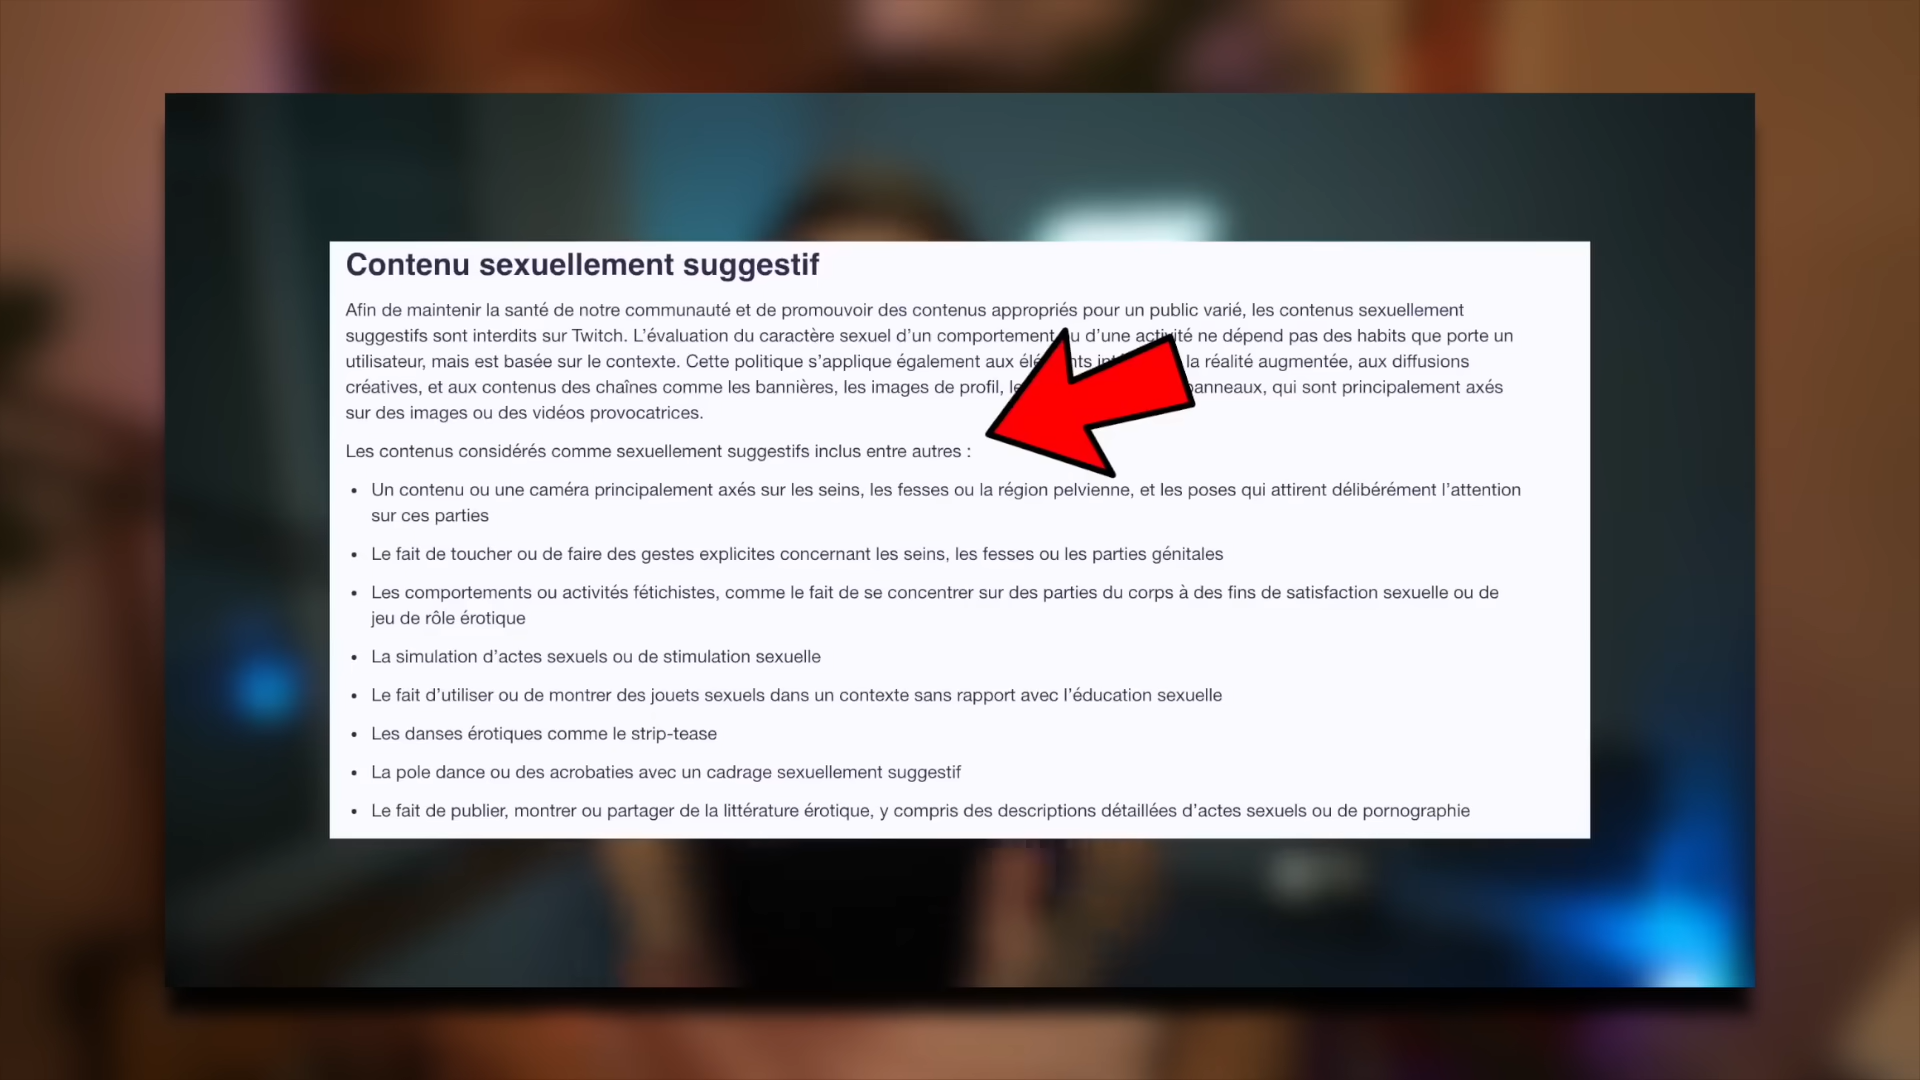 Contenu sexuellement suggestif
Afin de maintenir la santé de notre communauté et de promouvoir des contenus appropriés pour un public varié, les contenus sexuellement
suggestifs sont interdits sur Twitch. L’évaluation du caractère sexuel d’un comportement d’une activité ne dépend pas des habits que porte un
utilisateur, mais est basée sur le contexte. Cette politique s’applique également aux la réalité augmentée, aux diffusions
créatives, et aux contenus des chaînes comme les bannières, les images de profil, panneaux, qui sont principalement axés
sur des images ou des vidéos provocatrices.
Les contenus considérés comme sexuellement suggestifs inclus entre autres :
• Un contenu ou une caméra principalement axés sur les seins, les fesses ou la région pelvienne, et les poses qui attirent délibérément l’attention
sur ces parties
• Le fait de toucher ou de faire des gestes explicites concernant les seins, les fesses ou les parties génitales
• Les comportements ou activités fétichistes, comme le fait de se concentrer sur des parties du corps à des fins de satisfaction sexuelle ou de
jeu de rôle érotique
• La simulation d’actes sexuels ou de stimulation sexuelle
• Le fait d’utiliser ou de montrer des jouets sexuels dans un contexte sans rapport avec l’éducation sexuelle
• Les danses érotiques comme le strip-tease
• La pole dance ou des acrobaties avec un cadrage sexuellement suggestif
• Le fait de publier, montrer ou partager de la littérature érotique, y compris des descriptions détaillées d’actes sexuels ou de pornographie